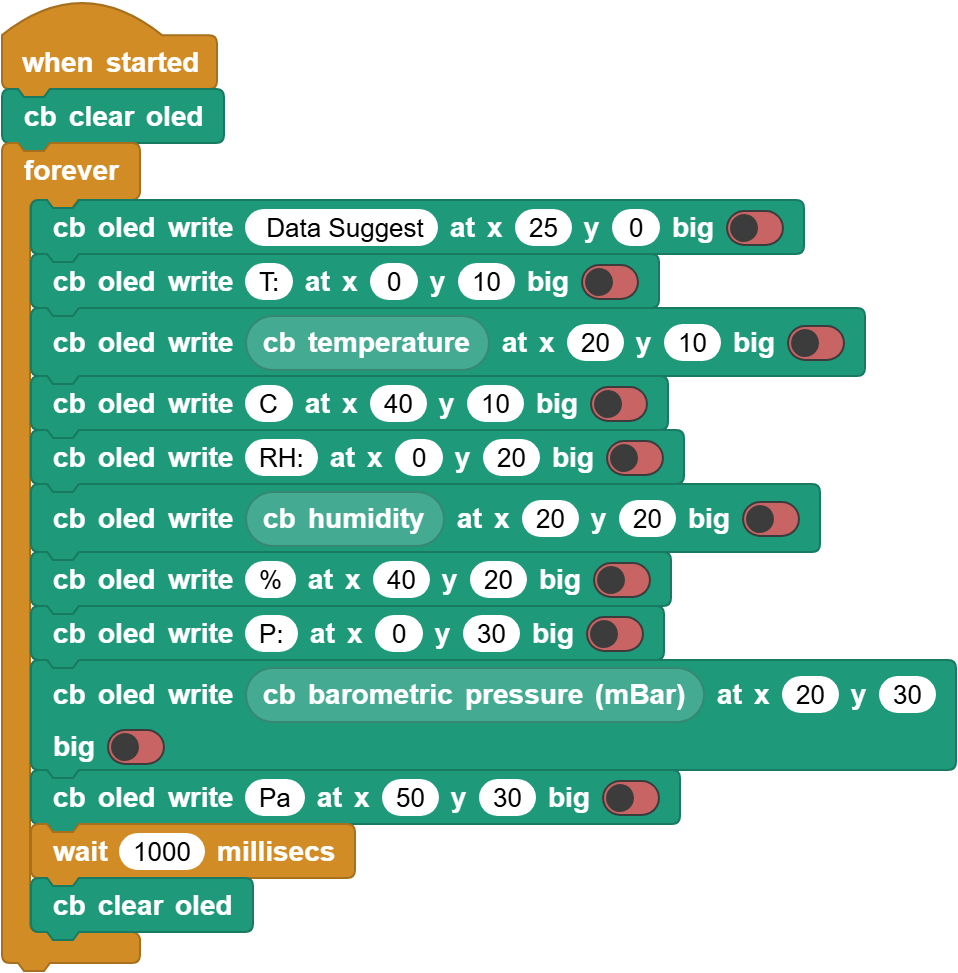 when started
cb clear oled
forever
cb oled write Data Suggest at x 25 y 0 big
cb oled write T: at x 0 y 10 big
cb oled write cb temperature at x 20 y 10 big
cb oled write C at x 40 y 10 big
cb oled write RH: at x 0 y 20 big
cb oled write cb humidity at x 20 y 20 big
cb oled write % at x 40 y 20 big
cb oled write P: at x 0 y 30 big
cb oled write cb barometric pressure (mBar) at x 20 y 30
big
cb oled write Pa at x 50 y 30 big
wait 1000 millisecs
cb clear oled